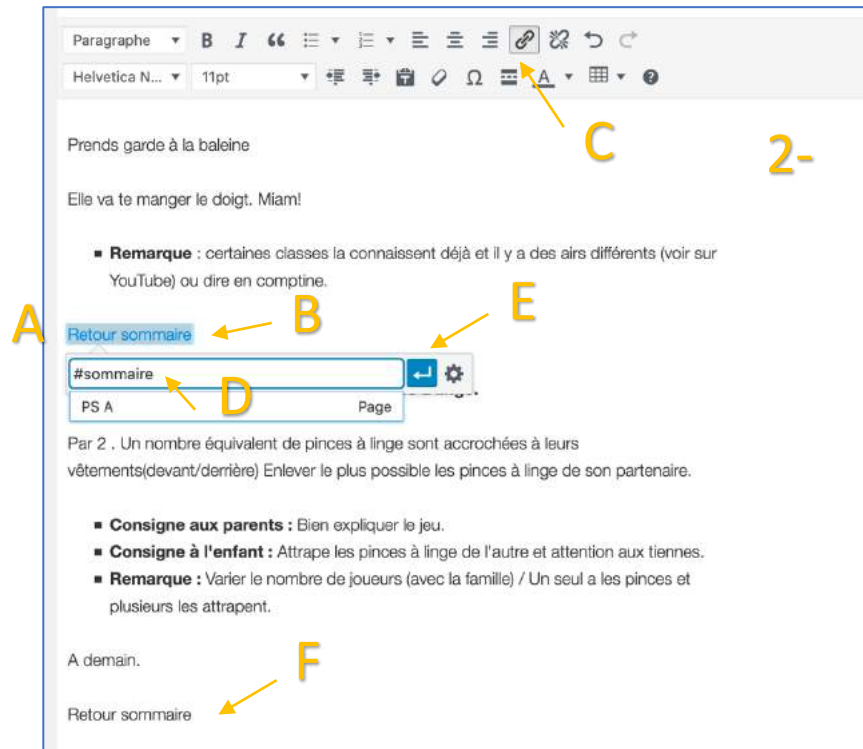 Paragraphe B I
Helvetica N... 11pt Ω A
C
2-
Prends garde à la baleine
Elle va te manger le doigt. Miam!
Remarque : certaines classes la connaissent déjà et il y a des airs différents (voir sur
YouTube) ou dire en comptine.
A
B
E
Retour sommaire
#sommaire
D
PS A Page
Par 2 . Un nombre équivalent de pinces à linge sont accrochées à leurs
vêtements(devant/derrière) Enlever le plus possible les pinces à linge de son partenaire.
Consigne aux parents : Bien expliquer le jeu.
Consigne à l'enfant : Attrape les pinces à linge de l'autre et attention aux tiennes.
Remarque : Varier le nombre de joueurs (avec la famille) / Un seul a les pinces et
plusieurs les attrapent.
A demain.
F
Retour sommaire